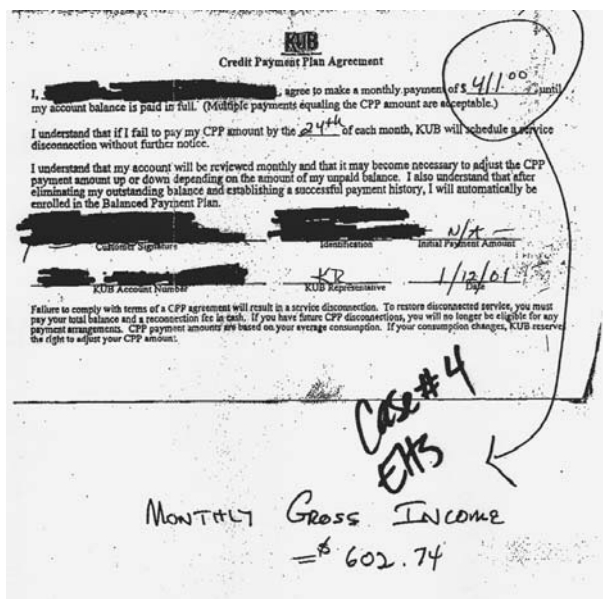 KUB
Credit Payment Plan Agreement
I, , agree to make a monthly payment of $ 411.00 until
my account balance is paid in full. (Multiple payments equaling the CPP amount are acceptable.)
I understand that if I fail to pay my CPP amount by the 24th of each month, KUB will schedule a service
disconnection without further notice.
I understand that my account will be reviewed monthly and that it may become necessary to adjust the CPP
payment amount up or down depending on the amount of my unpaid balance. I also understand that after
eliminating my outstanding balance and establishing a successful payment history, I will automatically be
enrolled in the Balanced Payment Plan.
N/A —
Customer Signature Identification Initial Payment Amount
KR 1/12/01
KUB Account Number KUB Representative Date
Failure to comply with terms of a CPP agreement will result in a service disconnection. To restore disconnected service, you must
pay your total balance and a reconnection fee in cash. If you have future CPP disconnections, you will no longer be eligible for any
payment arrangements. CPP payment amounts are based on your average consumption. If your consumption changes, KUB reserve
the right to adjust your CPP amount.
Case # 4
EHS
MONTHLY GROSS INCOME
= $ 602.74